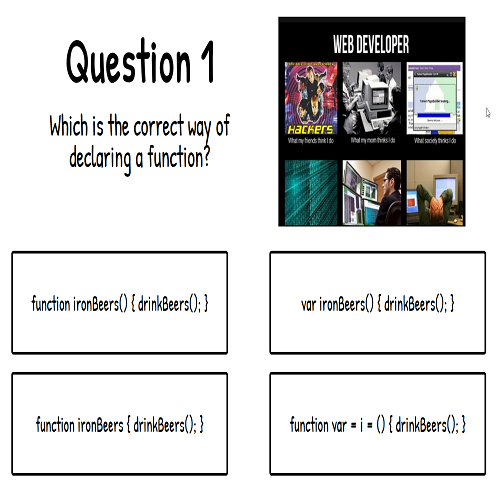 Question 1
Which is the correct way of
declaring a function?
WEB DEVELOPER
HACKERS
What my friends think I do
What my mom thinks I do
What society thinks I do
function ironBeers() { drinkBeers(); }
var ironBeers() { drinkBeers(); }
function ironBeers { drinkBeers(); }
function var = i = () { drinkBeers(); }